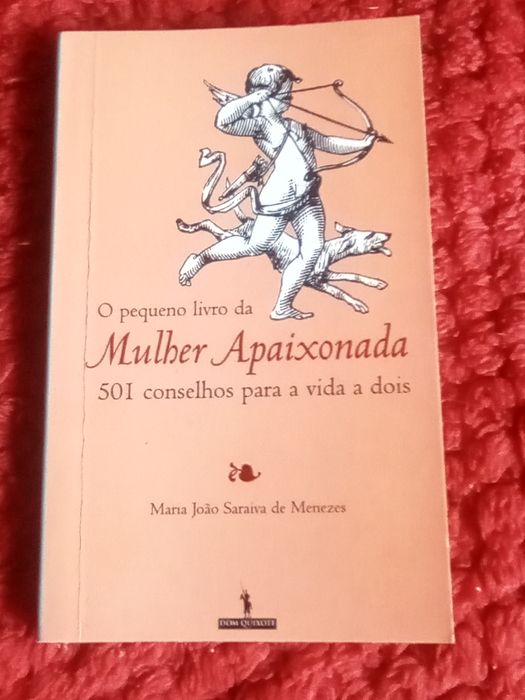 O pequeno livro da
Mulher Apaixonada
501 conselhos para a vida a dois
Maria João Saraiva de Menezes
DOM QUIXOTE